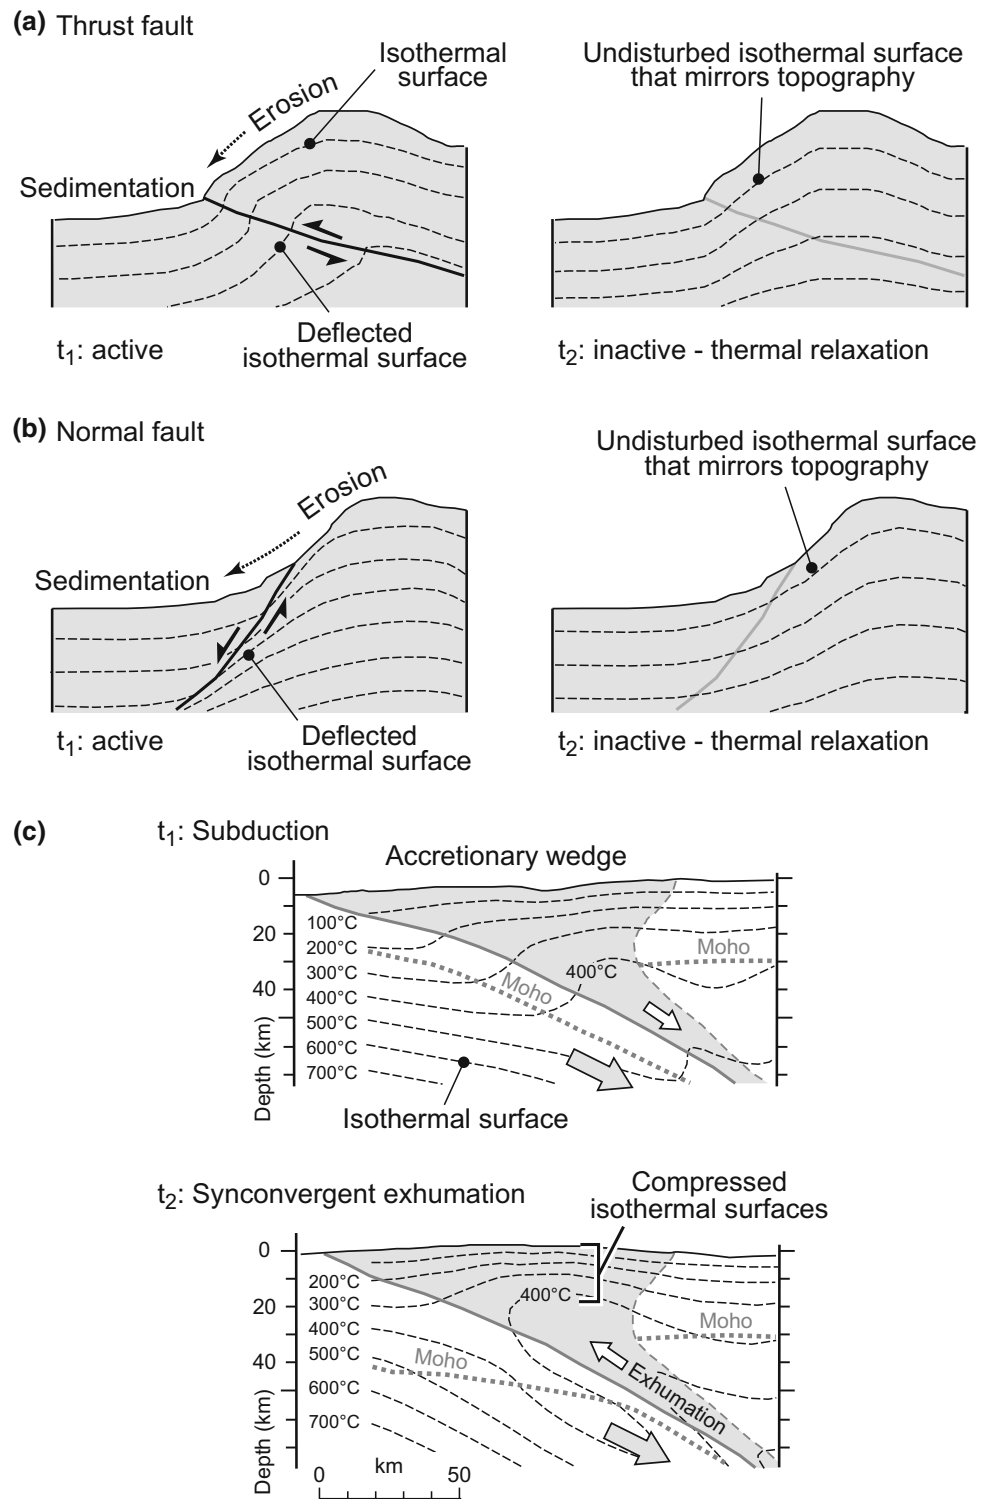 (a) Thrust fault
Isothermal
surface
Erosion
Sedimentation
Deflected
isothermal surface
t1: active
Undisturbed isothermal surface
that mirrors topography
t2: inactive - thermal relaxation
(b) Normal fault
Erosion
Sedimentation
Deflected
isothermal surface
t1: active
Undisturbed isothermal surface
that mirrors topography
t2: inactive - thermal relaxation
(c)
t1: Subduction
Accretionary wedge
0
20
40
60
Depth (km)
100°C
200°C
300°C
400°C
500°C
600°C
700°C
Moho
400°C
Moho
Isothermal surface
t2: Synconvergent exhumation
Compressed
isothermal surfaces
0
20
40
60
Depth (km)
200°C
300°C
400°C
500°C
600°C
700°C
400°C
Moho
Moho
Exhumation
km
0 50